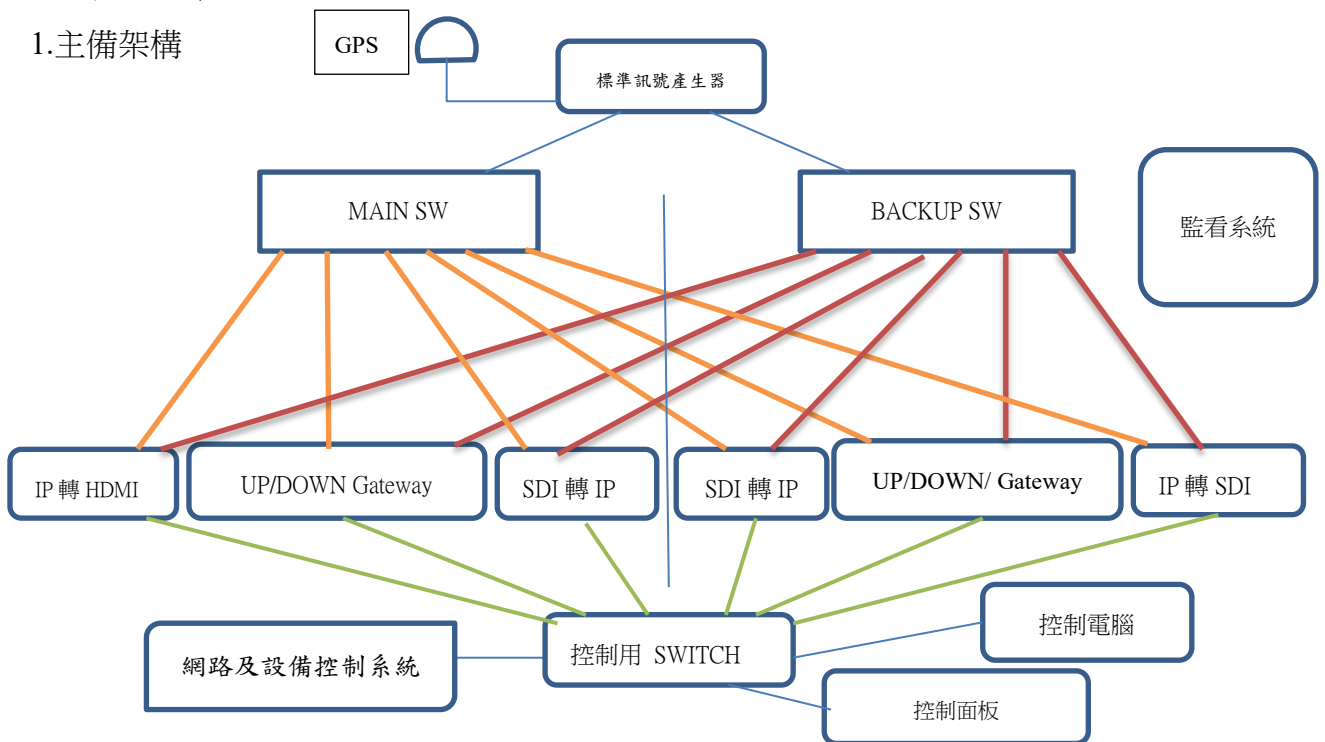 1.主備架構
GPS
標準訊號產生器
MAIN SW
BACKUP SW
監看系統
IP 轉 HDMI
UP/DOWN Gateway
SDI 轉 IP
SDI 轉 IP
UP/DOWN/ Gateway
IP 轉 SDI
控制電腦
網路及設備控制系統
控制用 SWITCH
控制面板